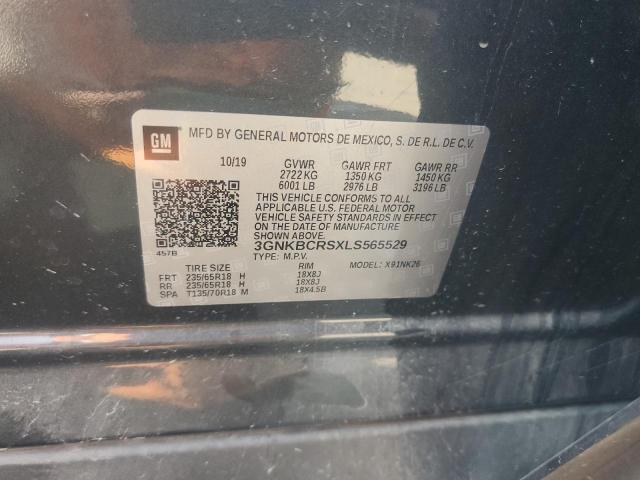 GM
MFD BY GENERAL MOTORS DE MEXICO, S. DE R.L. DE C.V.
10/19 GVWR GAWR FRT GAWR RR
2722 KG 1350 KG 1450 KG
6001 LB 2976 LB 3196 LB
THIS VEHICLE CONFORMS TO ALL
APPLICABLE U.S. FEDERAL MOTOR
VEHICLE SAFETY STANDARDS IN EFFECT
ON THE DATE OF MANUFACTURE SHOWN ABOVE.
3GNKBCRSXLS565529
457B
TYPE: M.P.V. MODEL: X91NK26
TIRE SIZE RIM
FRT 235/65R18 H 18X8J
RR 235/65R18 H 18X8J
SPA T135/70R18 M 18X4.5B